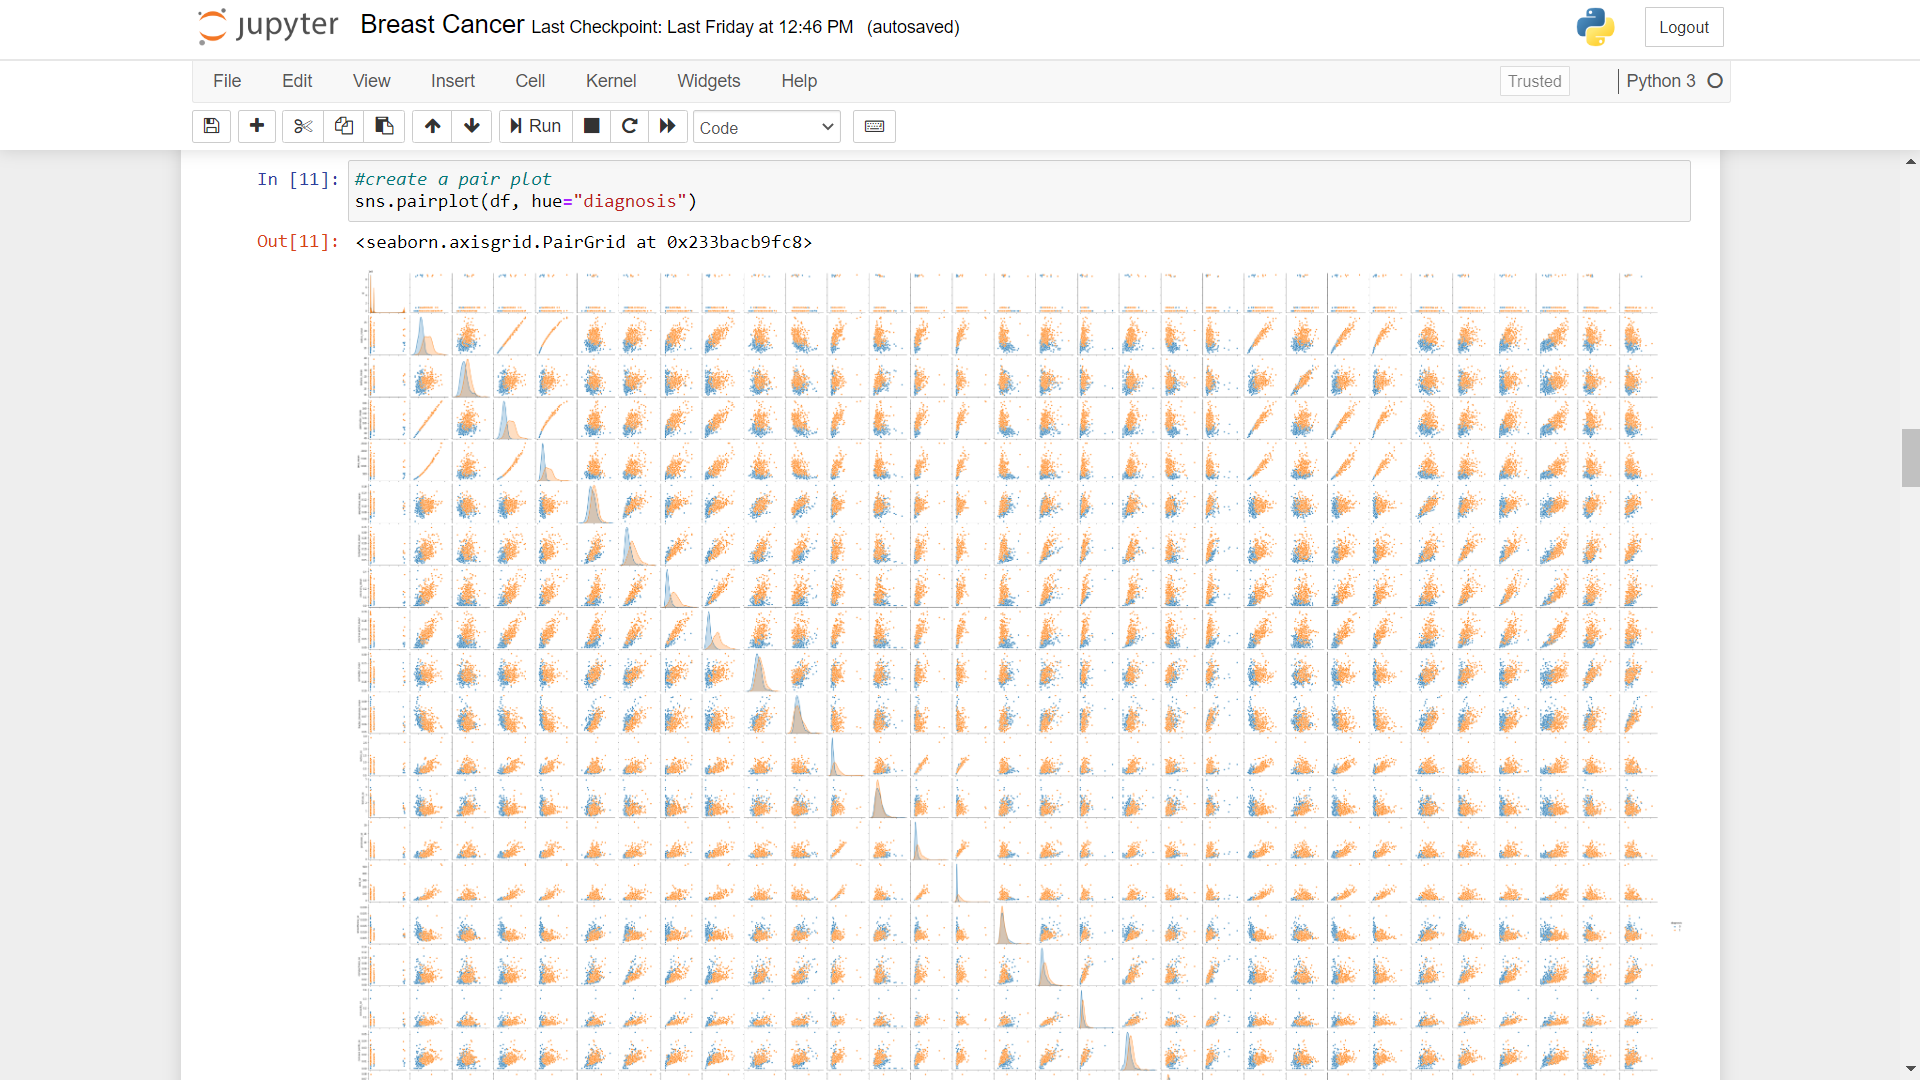 jupyter Breast Cancer Last Checkpoint: Last Friday at 12:46 PM (autosaved) Logout
File Edit View Insert Cell Kernel Widgets Help Trusted Python 3
Run Code
In [11]: #create a pair plot
sns.pairplot(df, hue="diagnosis")
Out[11]: <seaborn.axisgrid.PairGrid at 0x233bacb9fc8>